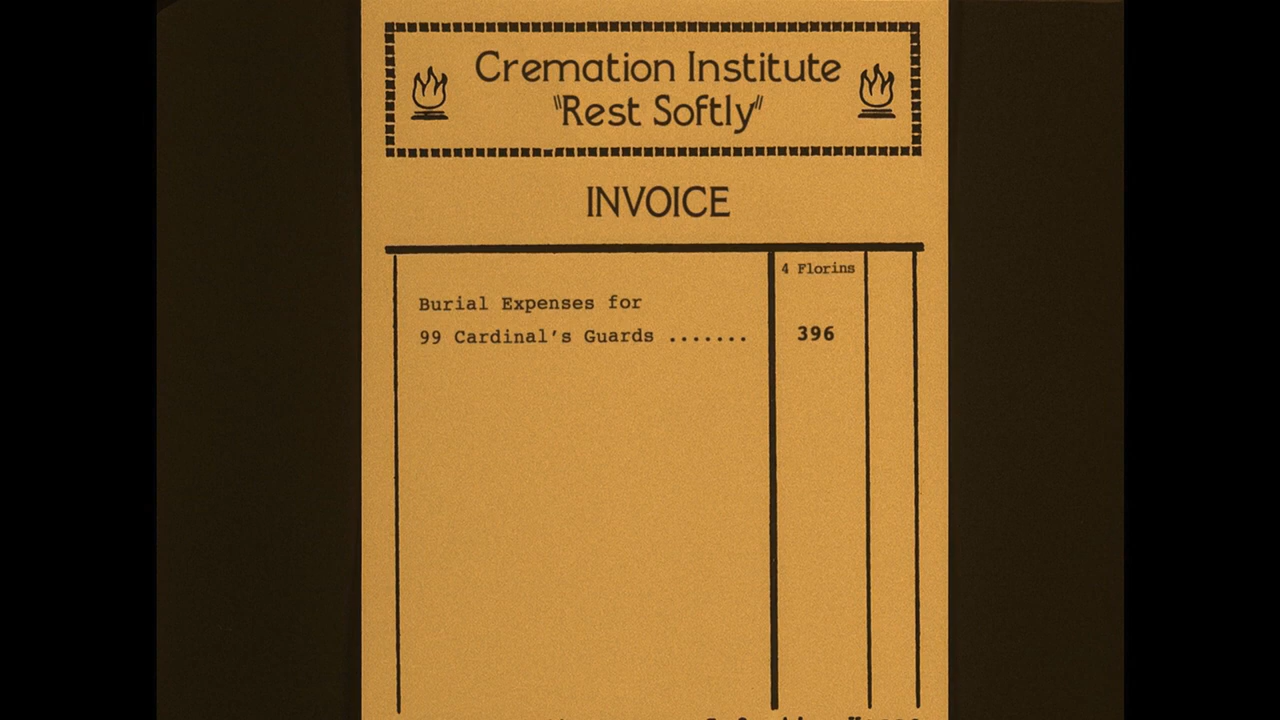 Cremation Institute
"Rest Softly"
INVOICE
4 Florins
Burial Expenses for
99 Cardinal's Guards ....... 396